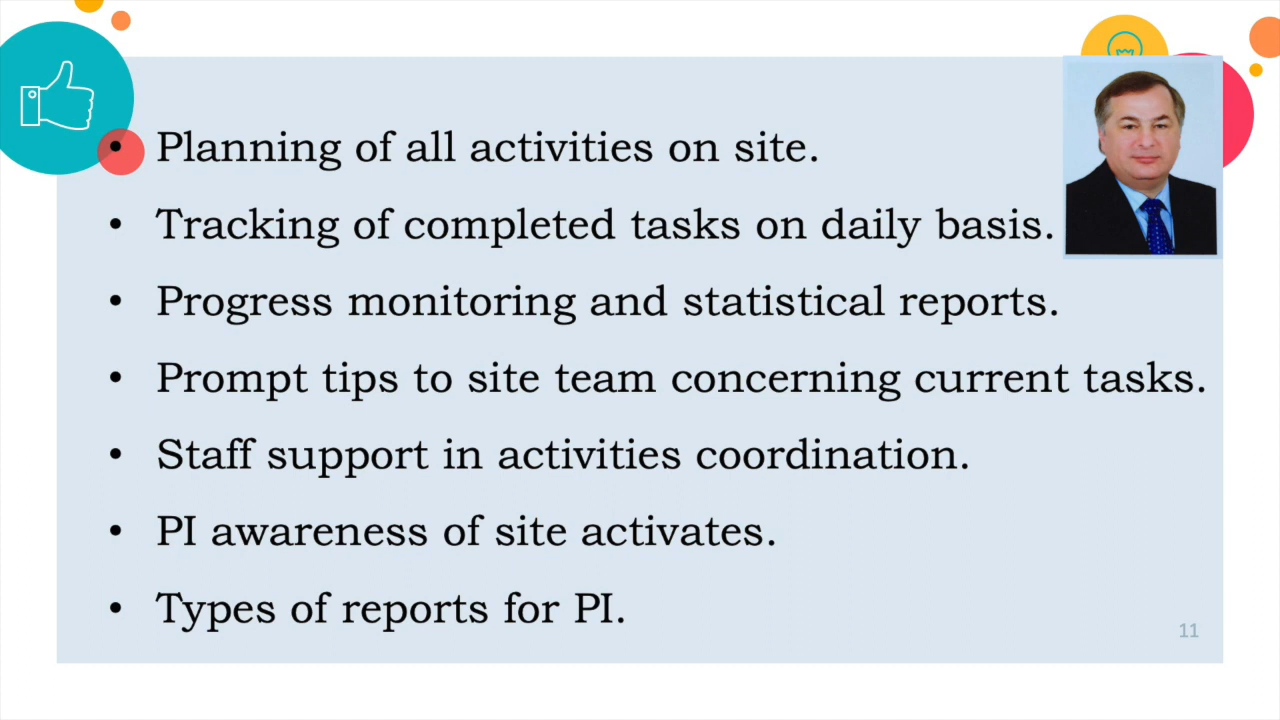 • Planning of all activities on site.
• Tracking of completed tasks on daily basis.
• Progress monitoring and statistical reports.
• Prompt tips to site team concerning current tasks.
• Staff support in activities coordination.
• PI awareness of site activates.
• Types of reports for PI.
11